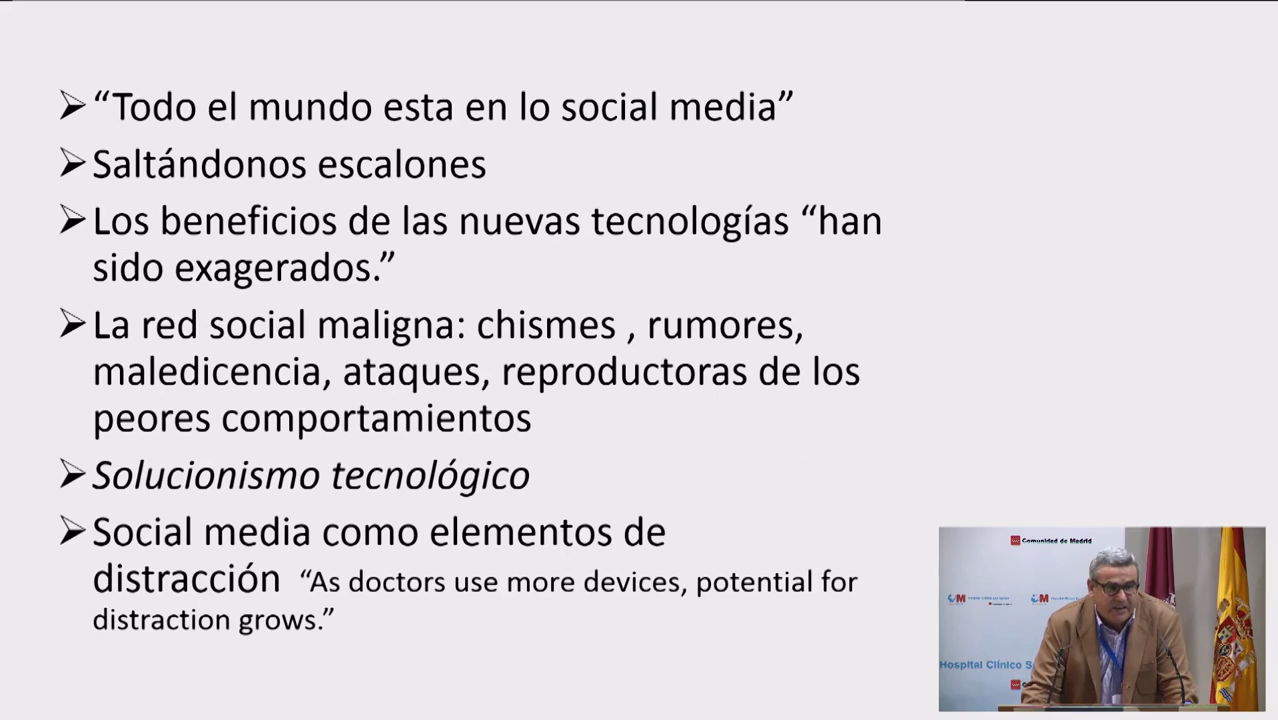 “Todo el mundo esta en lo social media”
Saltándonos escalones
Los beneficios de las nuevas tecnologías “han
sido exagerados.”
La red social maligna: chismes , rumores,
maledicencia, ataques, reproductoras de los
peores comportamientos
Solucionismo tecnológico
Social media como elementos de
distracción “As doctors use more devices, potential for
distraction grows.”
Comunidad de Madrid
Hospital Clínico S